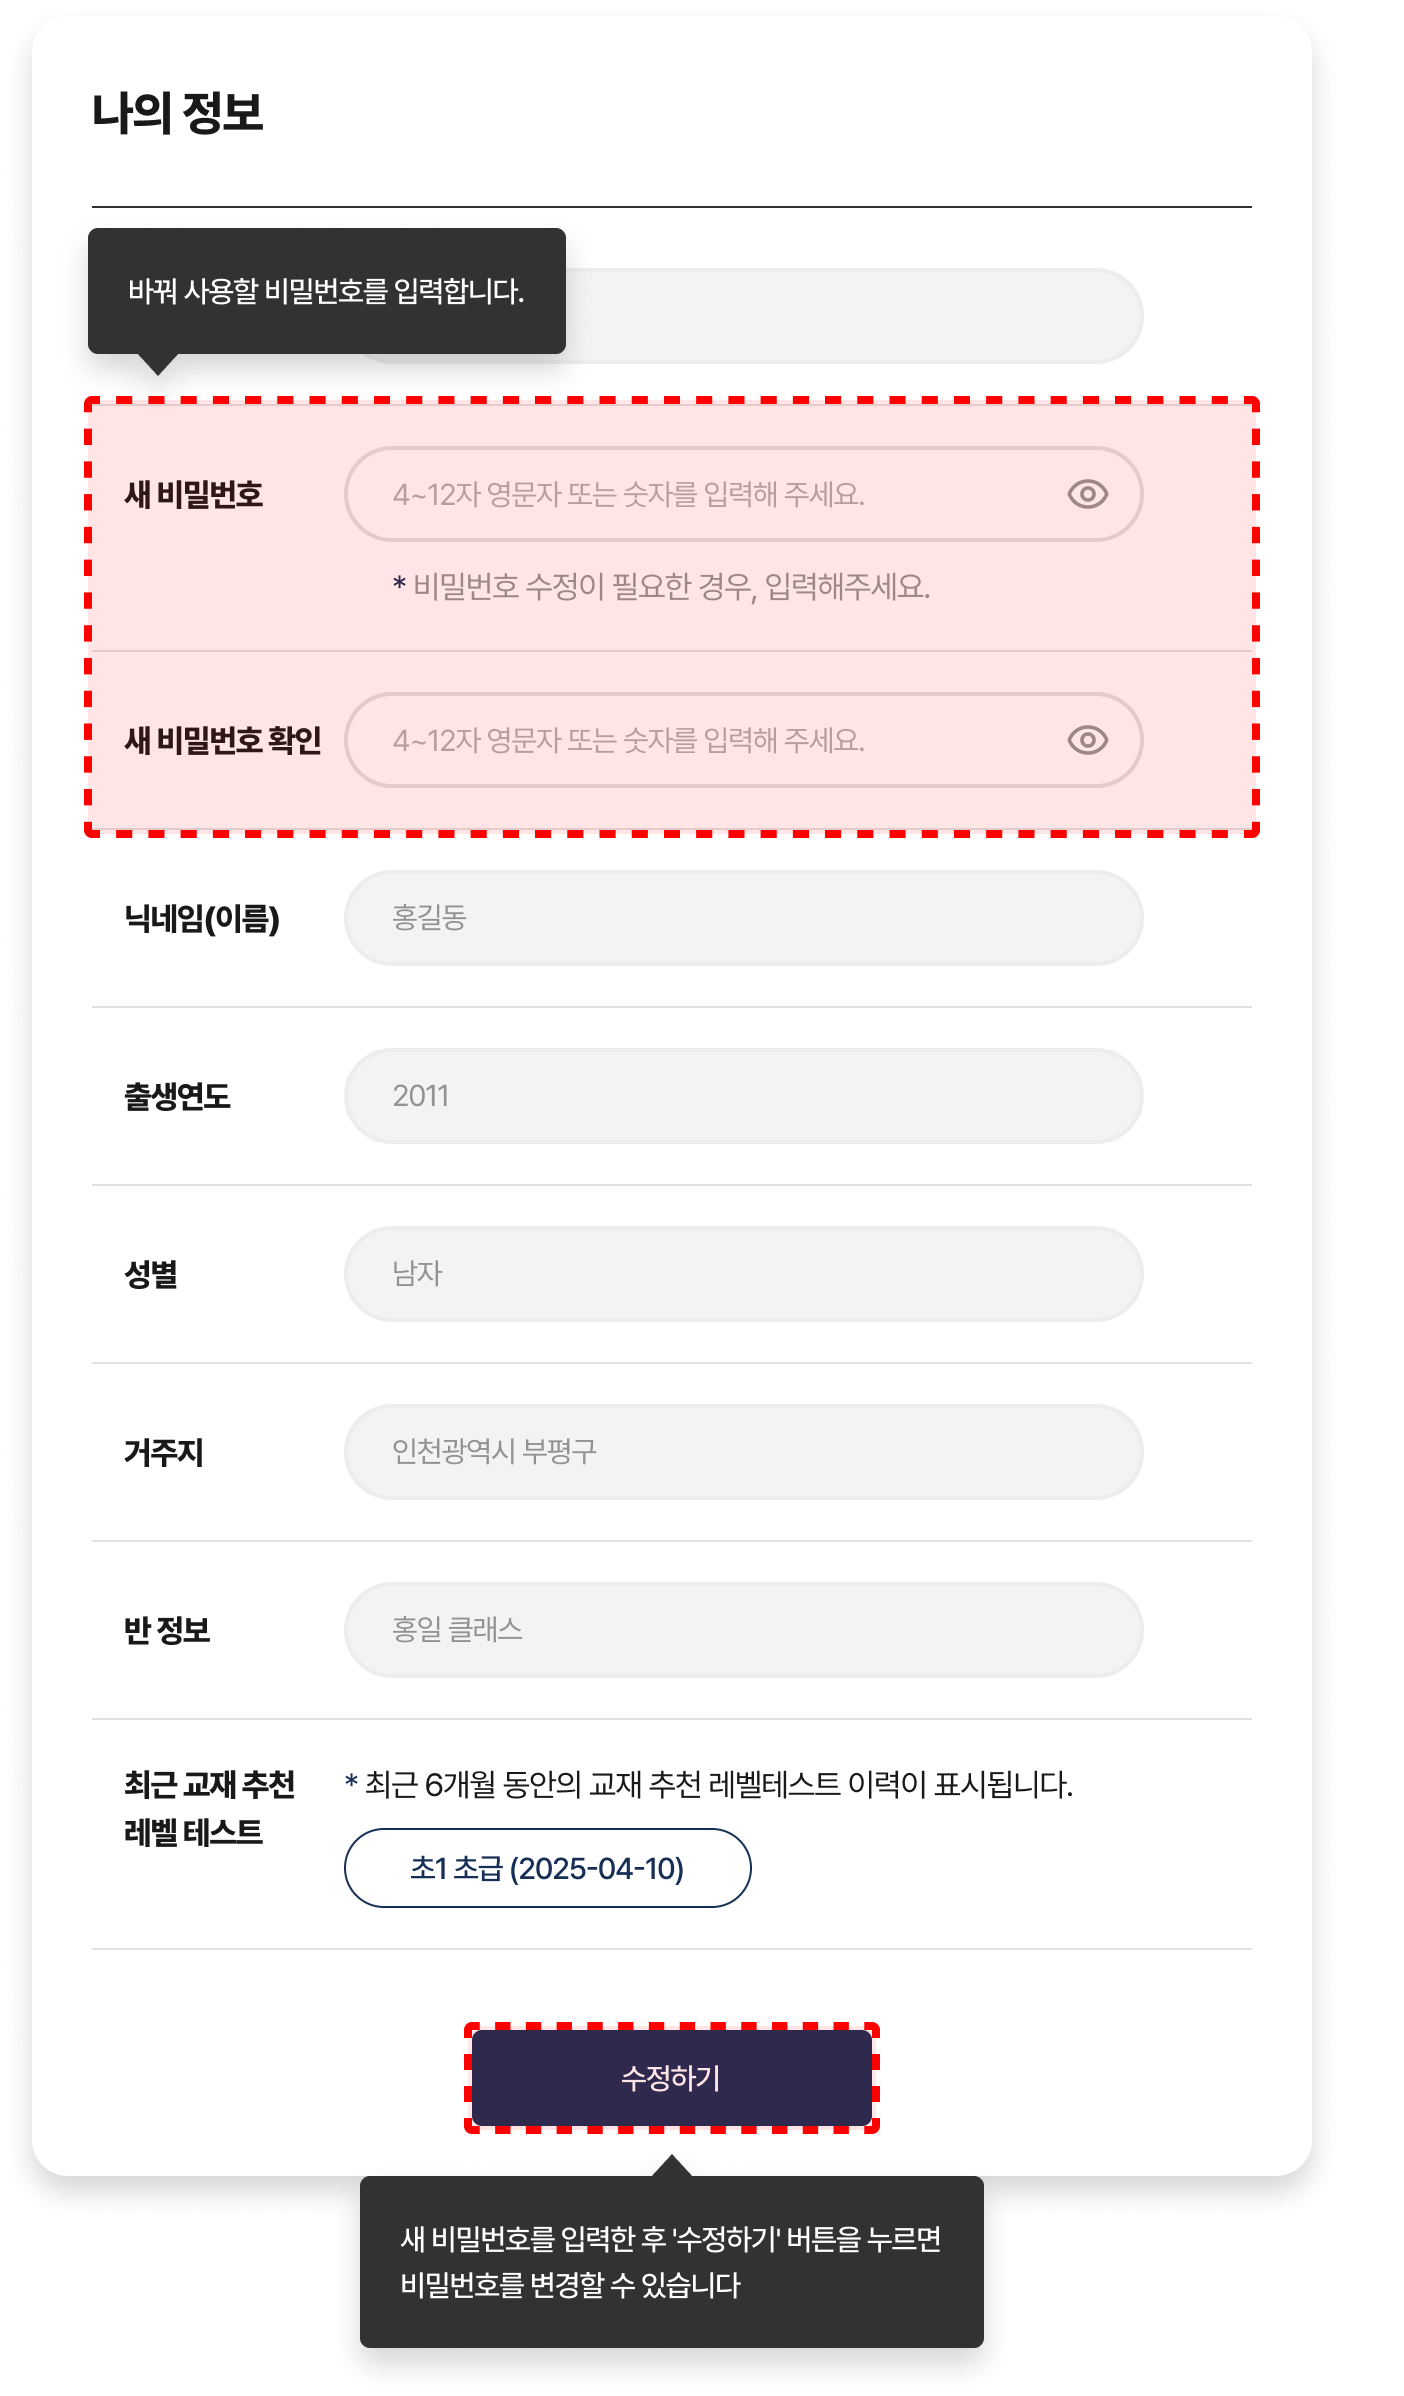 나의 정보
바꿔 사용할 비밀번호를 입력합니다.
새 비밀번호
4~12자 영문자 또는 숫자를 입력해 주세요.
* 비밀번호 수정이 필요한 경우, 입력해주세요.
새 비밀번호 확인
4~12자 영문자 또는 숫자를 입력해 주세요.
닉네임(이름)
홍길동
출생연도
2011
성별
남자
거주지
인천광역시 부평구
반 정보
홍일 클래스
최근 교재 추천
레벨 테스트
* 최근 6개월 동안의 교재 추천 레벨테스트 이력이 표시됩니다.
초1 초급 (2025-04-10)
수정하기
새 비밀번호를 입력한 후 '수정하기' 버튼을 누르면
비밀번호를 변경할 수 있습니다